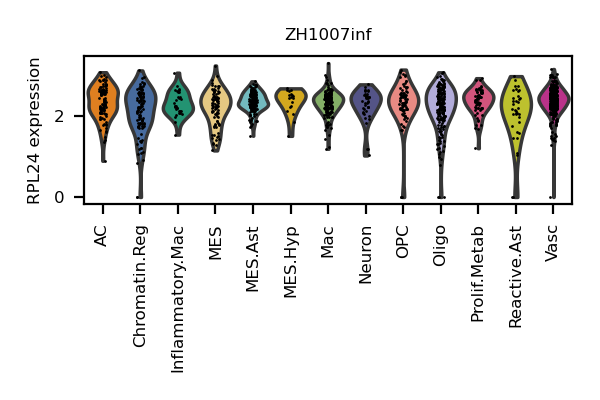 ZH1007inf
RPL24 expression
2
0
AC
Chromatin.Reg
Inflammatory.Mac
MES
MES.Ast
MES.Hyp
Mac
Neuron
OPC
Oligo
Prolif.Metab
Reactive.Ast
Vasc